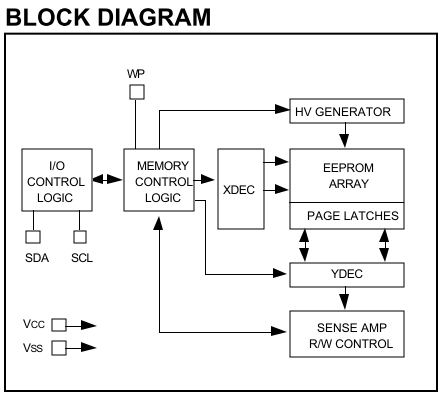 BLOCK DIAGRAM
WP
HV GENERATOR
I/O
CONTROL
LOGIC
MEMORY
CONTROL
LOGIC
XDEC
EEPROM
ARRAY
PAGE LATCHES
SDA
SCL
YDEC
VCC
VSS
SENSE AMP
R/W CONTROL